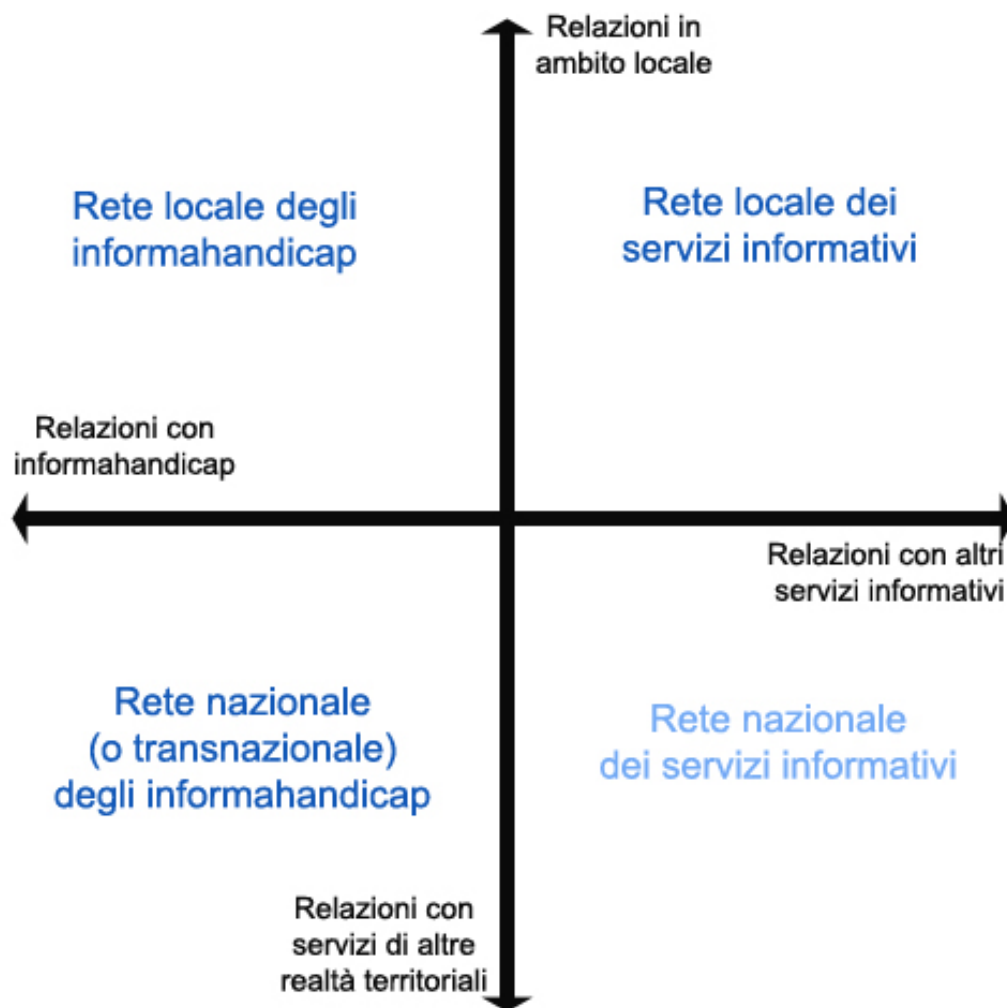 Relazioni in
ambito locale
Rete locale degli
informahandicap
Rete locale dei
servizi informativi
Relazioni con
informahandicap
Relazioni con altri
servizi informativi
Rete nazionale
(o transnazionale)
degli informahandicap
Rete nazionale
dei servizi informativi
Relazioni con
servizi di altre
realtà territoriali